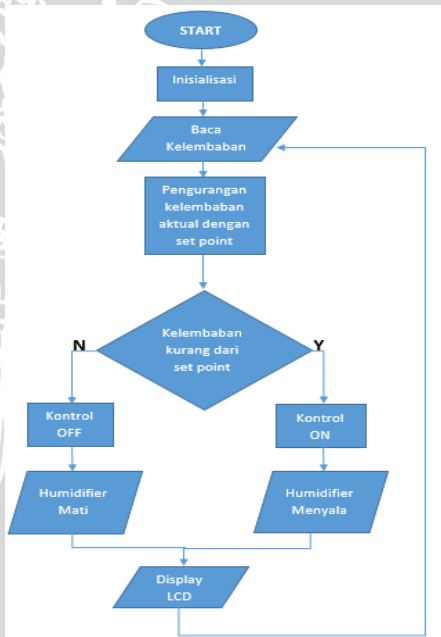 START
Inisialisasi
Baca
Kelembaban
Pengurangan
kelembaban
aktual dengan
set point
Kelembaban
kurang dari
set point
N
Y
Kontrol
OFF
Kontrol
ON
Humidifier
Mati
Humidifier
Menyala
Display
LCD